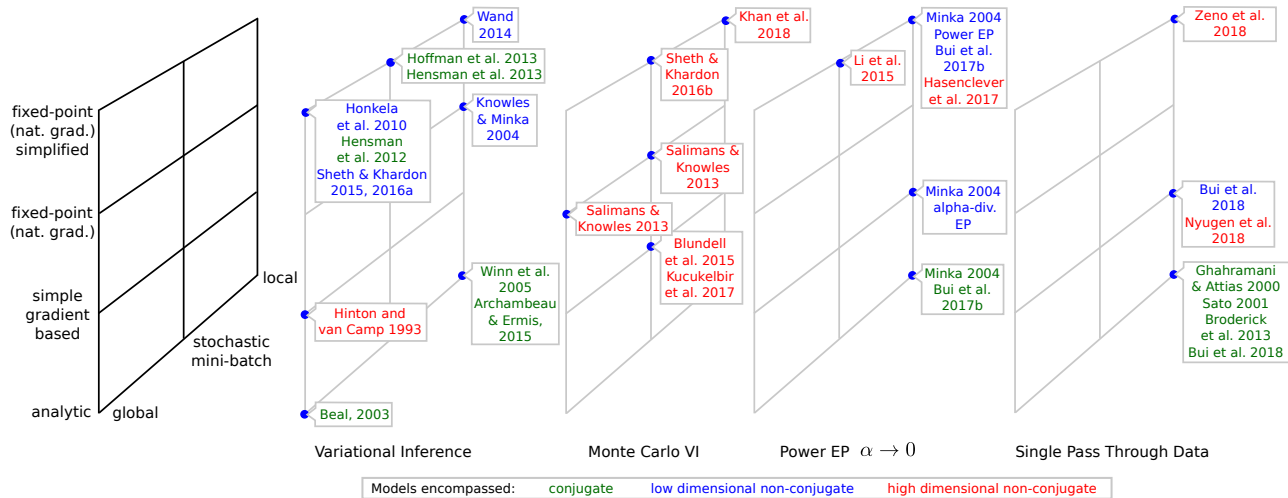 fixed-point
(nat. grad.)
simplified
fixed-point
(nat. grad.)
simple
gradient
based
analytic
global
stochastic
mini-batch
local
Wand
2014
Hoffman et al. 2013
Hensman et al. 2013
Honkela
et al. 2010
Hensman
et al. 2012
Sheth & Khardon
2015, 2016a
Knowles
& Minka
2004
Winn et al.
2005
Archambeau
& Ermis,
2015
Hinton and
van Camp 1993
Beal, 2003
Variational Inference
Khan et al.
2018
Sheth &
Khardon
2016b
Salimans &
Knowles
2013
Salimans &
Knowles 2013
Blundell
et al. 2015
Kucukelbir
et al. 2017
Monte Carlo VI
Li et al.
2015
Minka 2004
Power EP
Bui et al.
2017b
Hasenclever
et al. 2017
Minka 2004
alpha-div.
EP
Minka 2004
Bui et al.
2017b
Power EP α → 0
Zeno et al.
2018
Bui et al.
2018
Nyugen et al.
2018
Ghahramani
& Attias 2000
Sato 2001
Broderick
et al. 2013
Bui et al. 2018
Single Pass Through Data
Models encompassed: conjugate low dimensional non-conjugate high dimensional non-conjugate